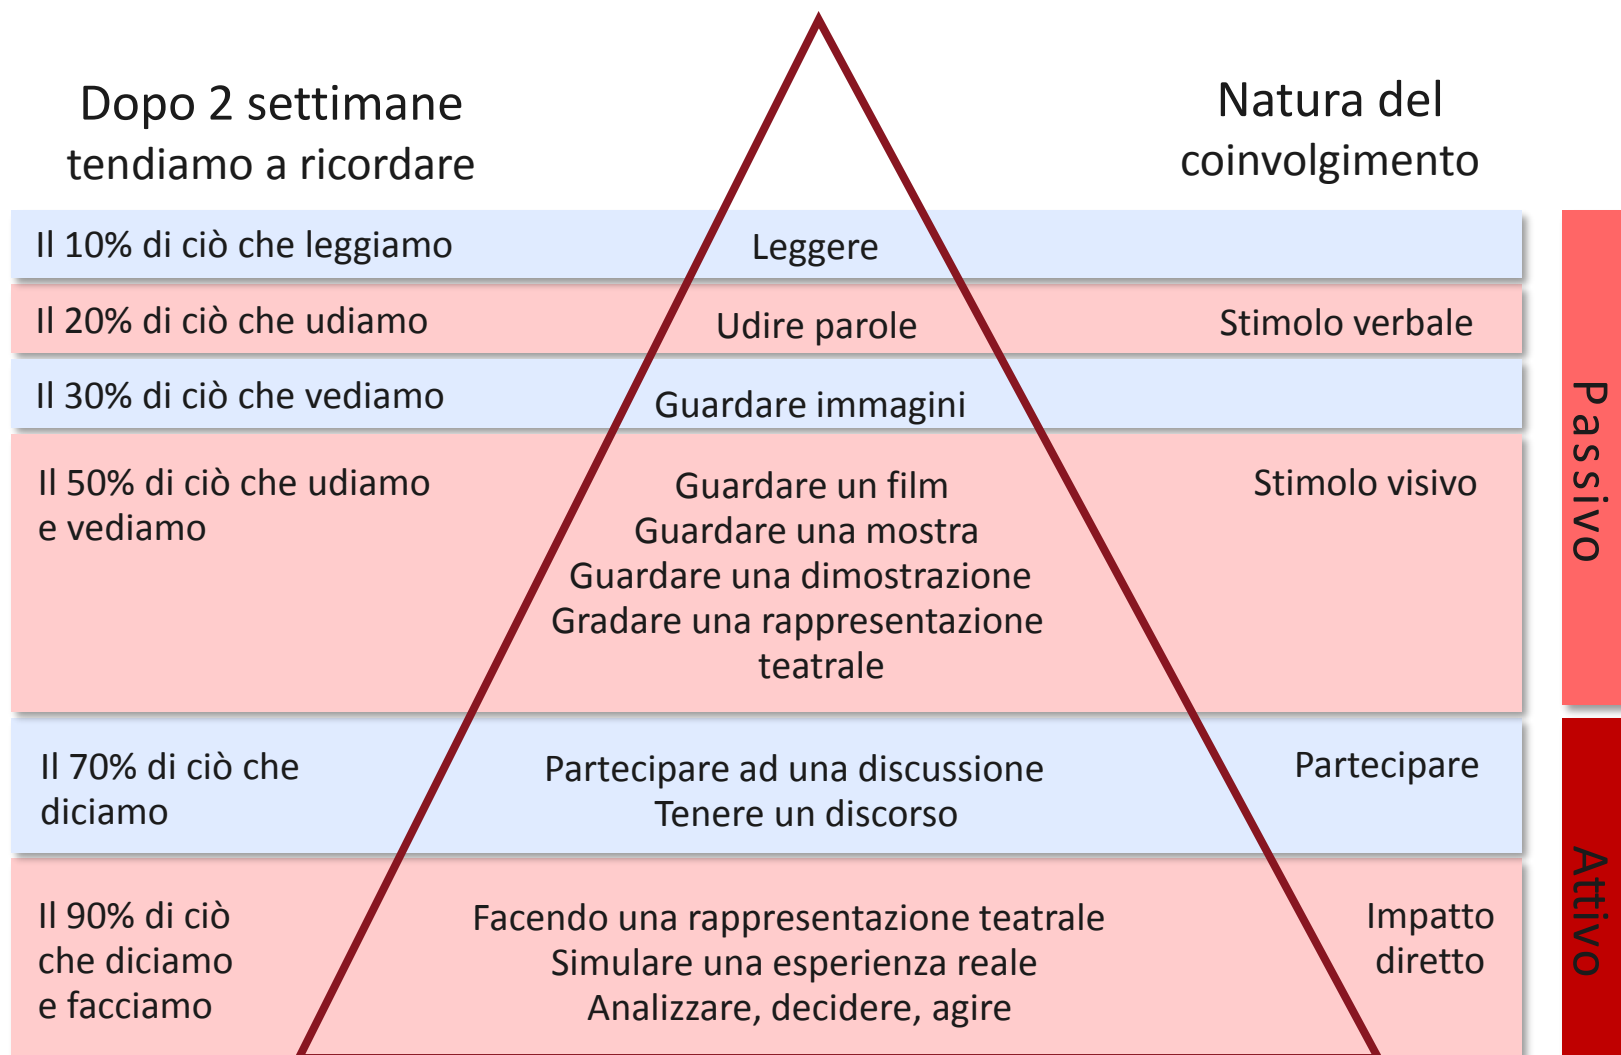 Dopo 2 settimane
tendiamo a ricordare
Natura del
coinvolgimento
Il 10% di ciò che leggiamo
Leggere
Il 20% di ciò che udiamo
Udire parole
Stimolo verbale
Il 30% di ciò che vediamo
Guardare immagini
Il 50% di ciò che udiamo
e vediamo
Guardare un film
Guardare una mostra
Guardare una dimostrazione
Gradare una rappresentazione
teatrale
Stimolo visivo
Passivo
Il 70% di ciò che
diciamo
Partecipare ad una discussione
Tenere un discorso
Partecipare
Il 90% di ciò
che diciamo
e facciamo
Facendo una rappresentazione teatrale
Simulare una esperienza reale
Analizzare, decidere, agire
Impatto
diretto
Attivo